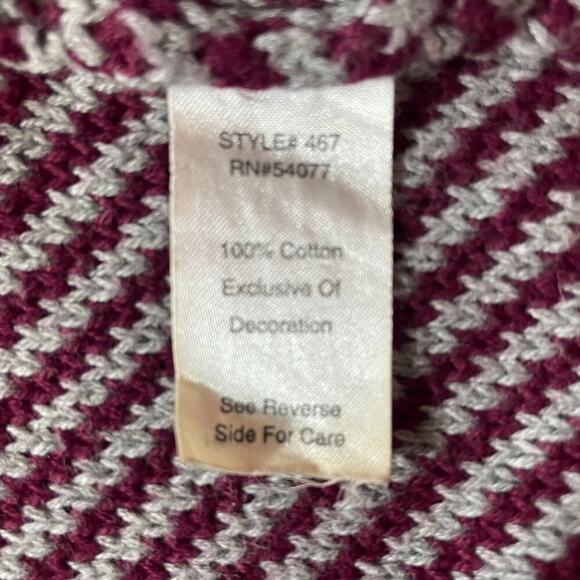 STYLE# 467
RN#54077
100% Cotton
Exclusive Of
Decoration
See Reverse
Side For Care